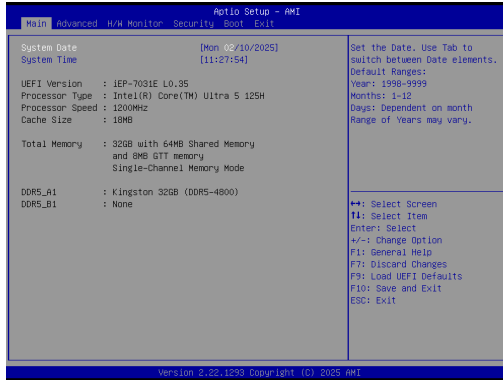 Aptio Setup - AMI
Main Advanced H/W Monitor Security Boot Exit
System Date [Mon 02/10/2025]
System Time [11:27:54]
UEFI Version : iEP-7031E L0.35
Processor Type : Intel(R) Core(TM) Ultra 5 125H
Processor Speed : 1200MHz
Cache Size : 18MB
Total Memory : 32GB with 64MB Shared Memory
and 8MB GTT memory
Single-Channel Memory Mode
DDR5_A1 : Kingston 32GB (DDR5-4800)
DDR5_B1 : None
Set the Date. Use Tab to
switch between Date elements.
Default Ranges:
Year: 1998-9999
Months: 1-12
Days: Dependent on month
Range of Years may vary.
↔: Select Screen
↑↓: Select Item
Enter: Select
+/-: Change Option
F1: General Help
F7: Discard Changes
F9: Load UEFI Defaults
F10: Save and Exit
ESC: Exit
Version 2.22.1293 Copyright (C) 2025 AMI